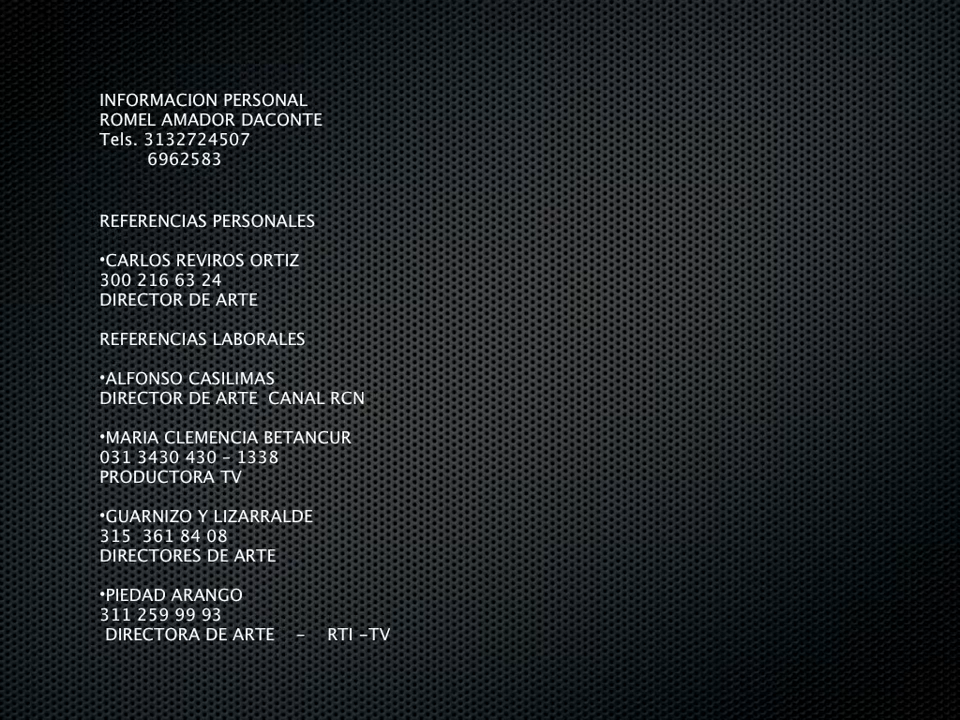 INFORMACION PERSONAL
ROMEL AMADOR DACONTE
Tels. 3132724507
6962583
REFERENCIAS PERSONALES
•CARLOS REVIROS ORTIZ
300 216 63 24
DIRECTOR DE ARTE
REFERENCIAS LABORALES
•ALFONSO CASILIMAS
DIRECTOR DE ARTE CANAL RCN
•MARIA CLEMENCIA BETANCUR
031 3430 430 – 1338
PRODUCTORA TV
•GUARNIZO Y LIZARRALDE
315 361 84 08
DIRECTORES DE ARTE
•PIEDAD ARANGO
311 259 99 93
DIRECTORA DE ARTE - RTI -TV